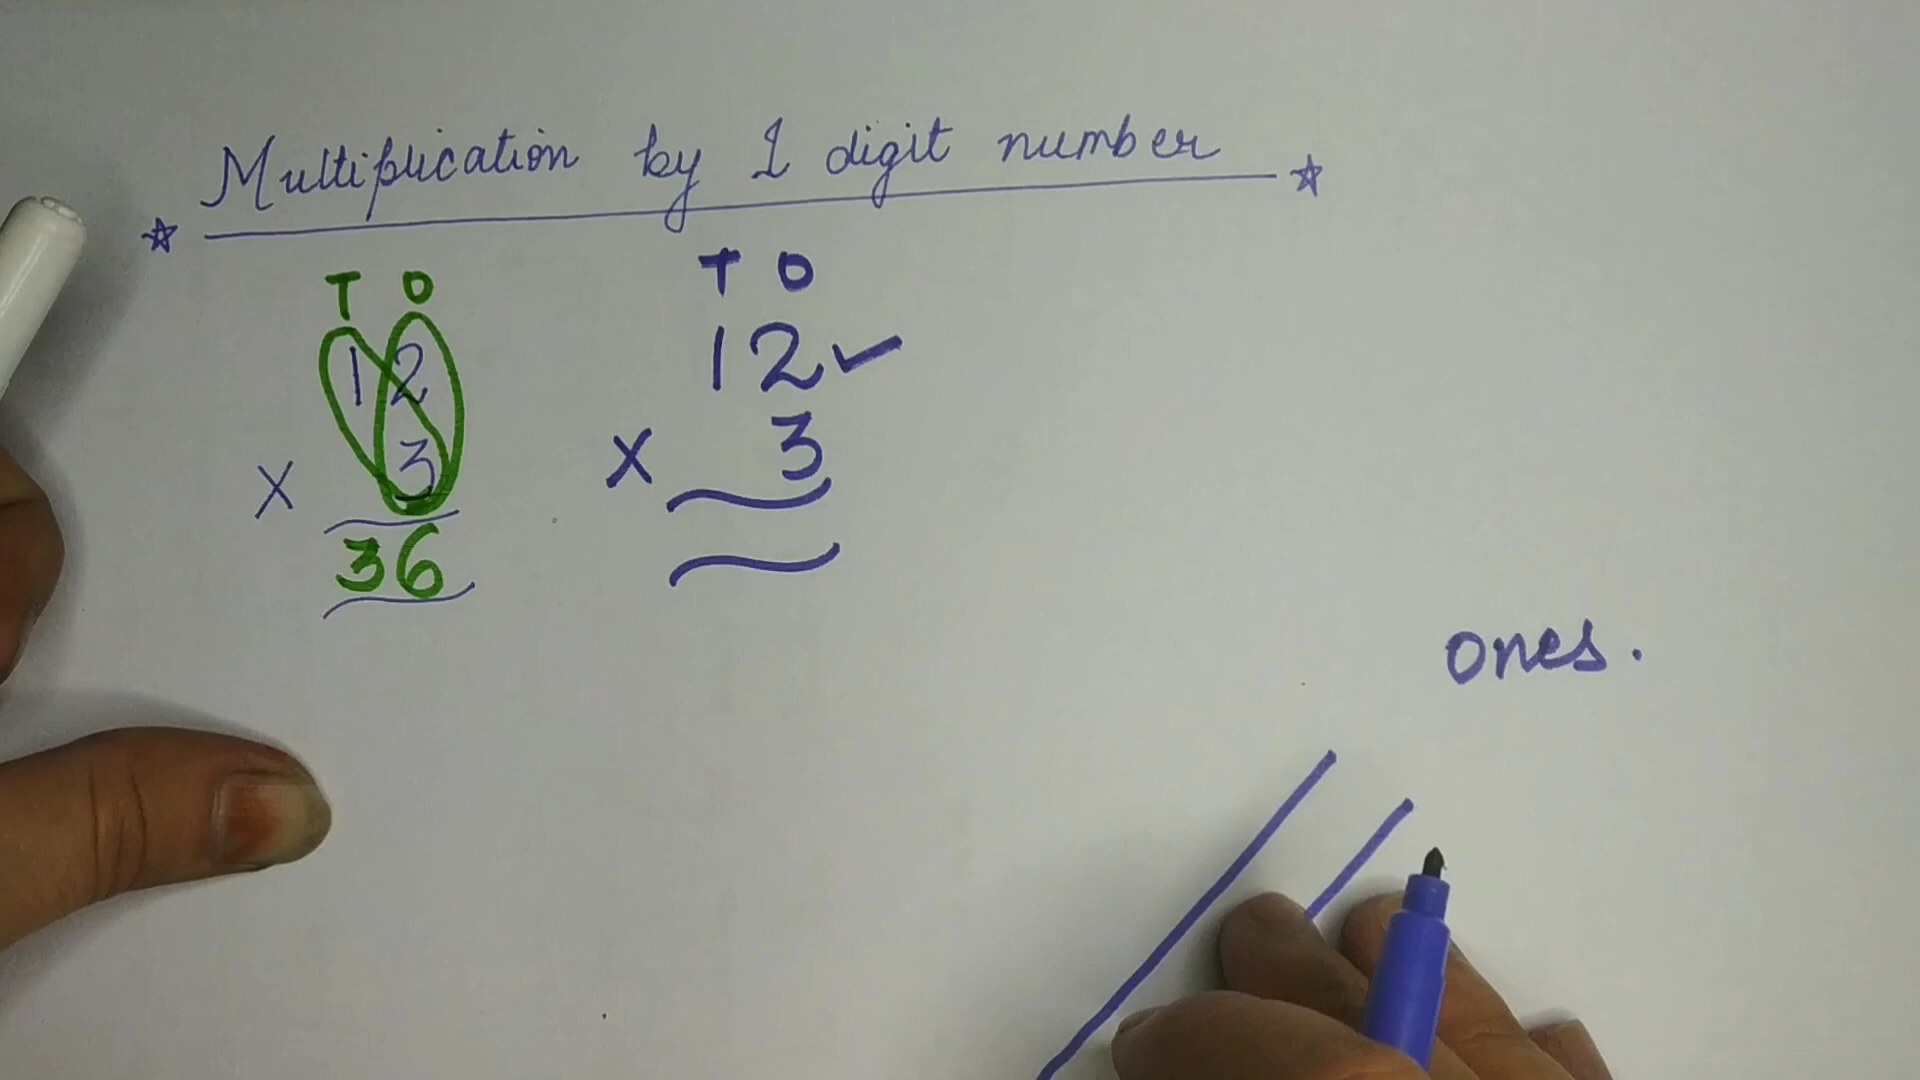 Multiplication by 1 digit number
T O
12
x 3
36
T O
12 ✓
x 3
ones.